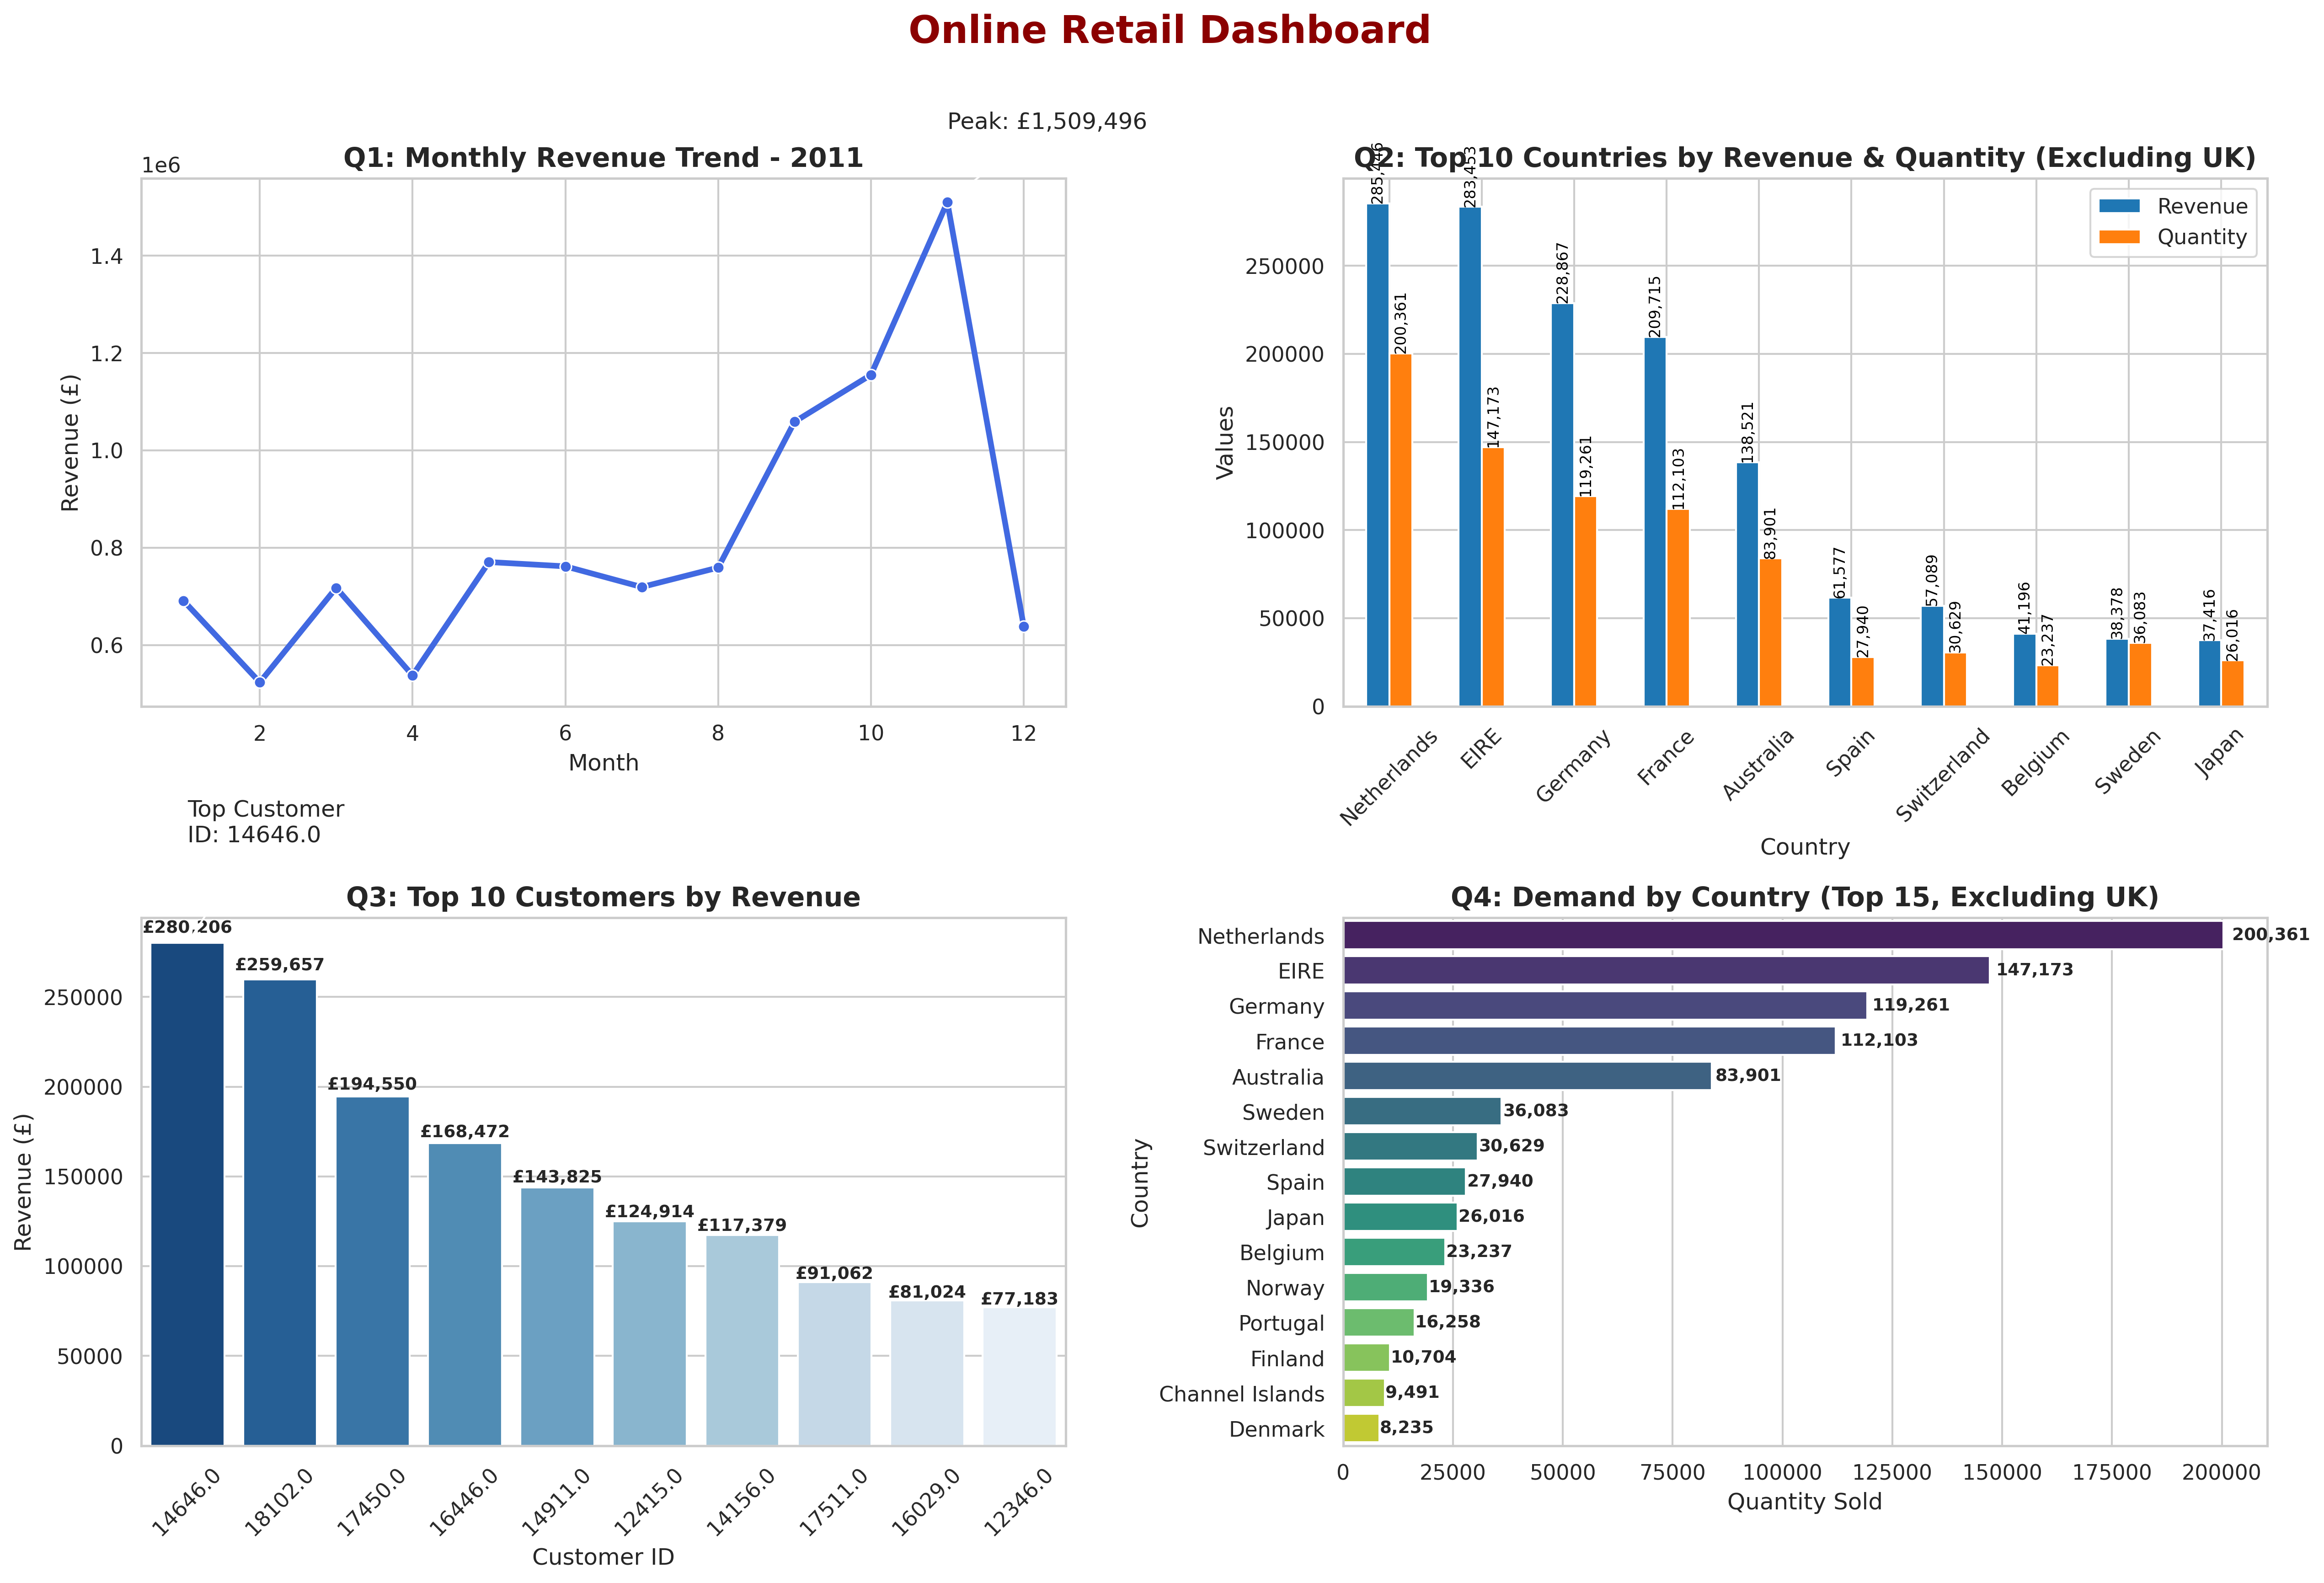 Online Retail Dashboard
Peak: £1,509,496
Q1: Monthly Revenue Trend - 2011
1e6
1.4
1.2
1.0
0.8
0.6
Revenue (£)
2 4 6 8 10 12
Month
Q2: Top 10 Countries by Revenue & Quantity (Excluding UK)
Revenue
Quantity
285,446
200,361
283,453
147,173
228,867
119,261
209,715
112,103
138,521
83,901
61,577
27,940
57,089
30,629
41,196
23,237
38,378
36,083
37,416
26,016
250000
200000
150000
100000
50000
0
Values
Netherlands EIRE Germany France Australia Spain Switzerland Belgium Sweden Japan
Country
Top Customer
ID: 14646.0
Q3: Top 10 Customers by Revenue
£280,206
£259,657
£194,550
£168,472
£143,825
£124,914
£117,379
£91,062
£81,024
£77,183
250000
200000
150000
100000
50000
0
Revenue (£)
14646.0 18102.0 17450.0 16446.0 14911.0 12415.0 14156.0 17511.0 16029.0 12346.0
Customer ID
Q4: Demand by Country (Top 15, Excluding UK)
Netherlands 200,361
EIRE 147,173
Germany 119,261
France 112,103
Australia 83,901
Sweden 36,083
Switzerland 30,629
Spain 27,940
Japan 26,016
Belgium 23,237
Norway 19,336
Portugal 16,258
Finland 10,704
Channel Islands 9,491
Denmark 8,235
Country
0 25000 50000 75000 100000 125000 150000 175000 200000
Quantity Sold